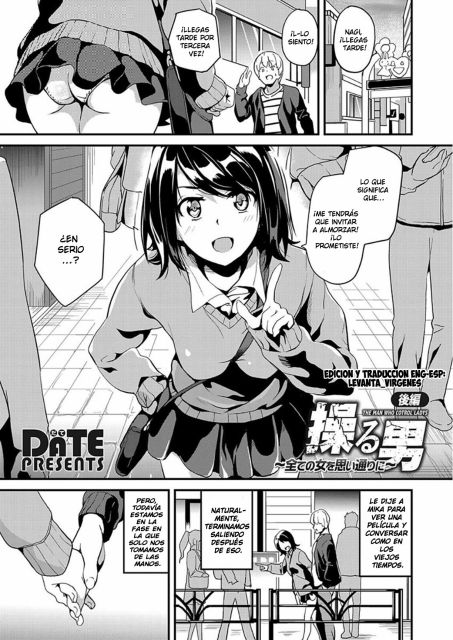 NAGI,
¡LLEGAS
TARDE!
¡L-LO
SIENTO!
¡LLEGAS
TARDE POR
TERCERA
VEZ!
LO QUE
SIGNIFICA
QUE...
¡ME TENDRÁS
QUE INVITAR
A ALMORZAR!
¡LO
PROMETISTE!
¿EN
SERIO
...?
EDICION Y TRADUCCION ENG-ESP:
LEVANTA_VIRGENES
後編
THE MAN WHO COTROL LADYS
操る男
～全ての女を思い通りに～
DATE
PRESENTS
LE DIJE A
MIKA PARA
VER UNA
PELÍCULA Y
CONVERSAR
COMO EN
LOS
VIEJOS
TIEMPOS.
NATURAL-
MENTE,
TERMINAMOS
SALIENDO
DESPUÉS
DE ESO.
PERO,
TODAVÍA
ESTAMOS
EN LA
FASE EN
LA QUE
SOLO NOS
TOMAMOS
DE LAS
MANOS.